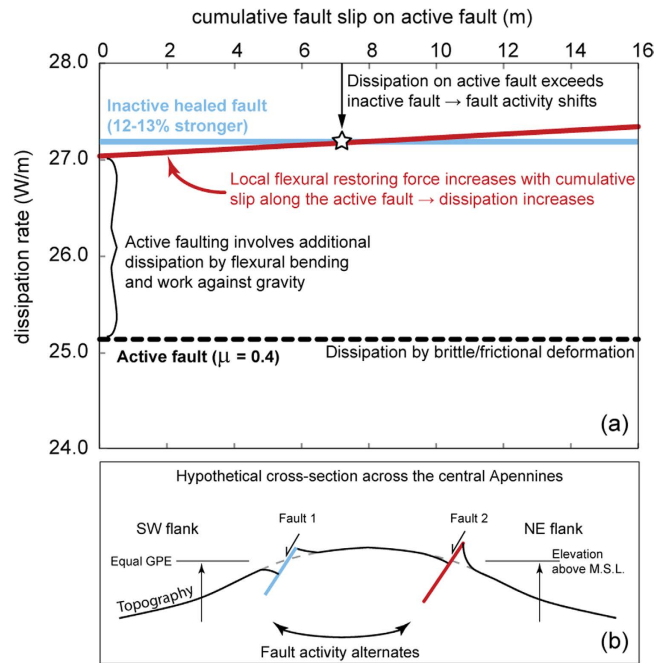 cumulative fault slip on active fault (m)
0 2 4 6 8 10 12 14 16
28.0
27.0
26.0
25.0
24.0
dissipation rate (W/m)
Inactive healed fault
(12-13% stronger)
Dissipation on active fault exceeds
inactive fault → fault activity shifts
Local flexural restoring force increases with cumulative
slip along the active fault → dissipation increases
Active faulting involves additional
dissipation by flexural bending
and work against gravity
Active fault (μ = 0.4)
Dissipation by brittle/frictional deformation
(a)
Hypothetical cross-section across the central Apennines
SW flank
Fault 1
Fault 2
NE flank
Equal GPE
Elevation
above M.S.L.
Topography
Fault activity alternates
(b)